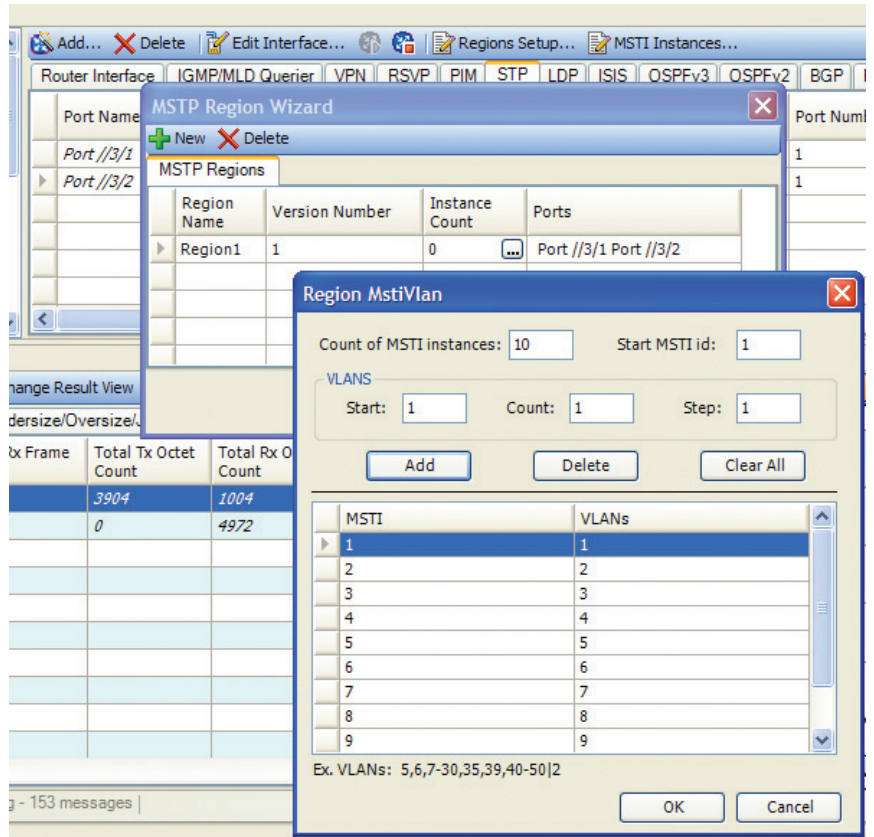 Add... Delete Edit Interface... Regions Setup... MSTI Instances...
Router Interface IGMP/MLD Querier VPN RSVP PIM STP LDP ISIS OSPFv3 OSPFv2 BGP
Port Name
Port //3/1
Port //3/2
Port Num
1
1
MSTP Region Wizard
New Delete
MSTP Regions
Region Name Version Number Instance Count Ports
Region1 1 0 ... Port //3/1 Port //3/2
Region MstiVlan
Count of MSTI instances: 10 Start MSTI id: 1
VLANS
Start: 1 Count: 1 Step: 1
Add Delete Clear All
MSTI VLANs
1 1
2 2
3 3
4 4
5 5
6 6
7 7
8 8
9 9
Ex. VLANs: 5,6,7-30,35,39,40-50|2
OK Cancel
hange Result View
dersize/Oversize/
Rx Frame Total Tx Octet Count Total Rx O Count
3904 1004
0 4972
g - 153 messages |